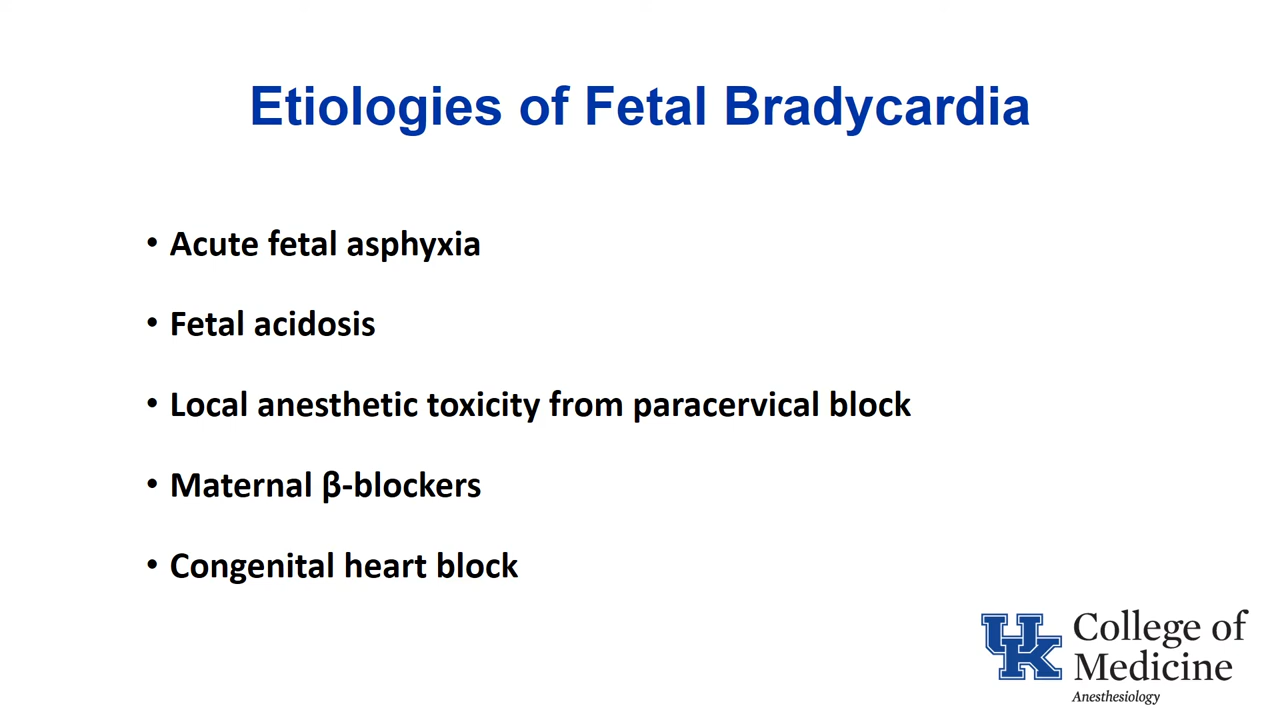 Etiologies of Fetal Bradycardia
• Acute fetal asphyxia
• Fetal acidosis
• Local anesthetic toxicity from paracervical block
• Maternal β-blockers
• Congenital heart block
UK
College of
Medicine
Anesthesiology